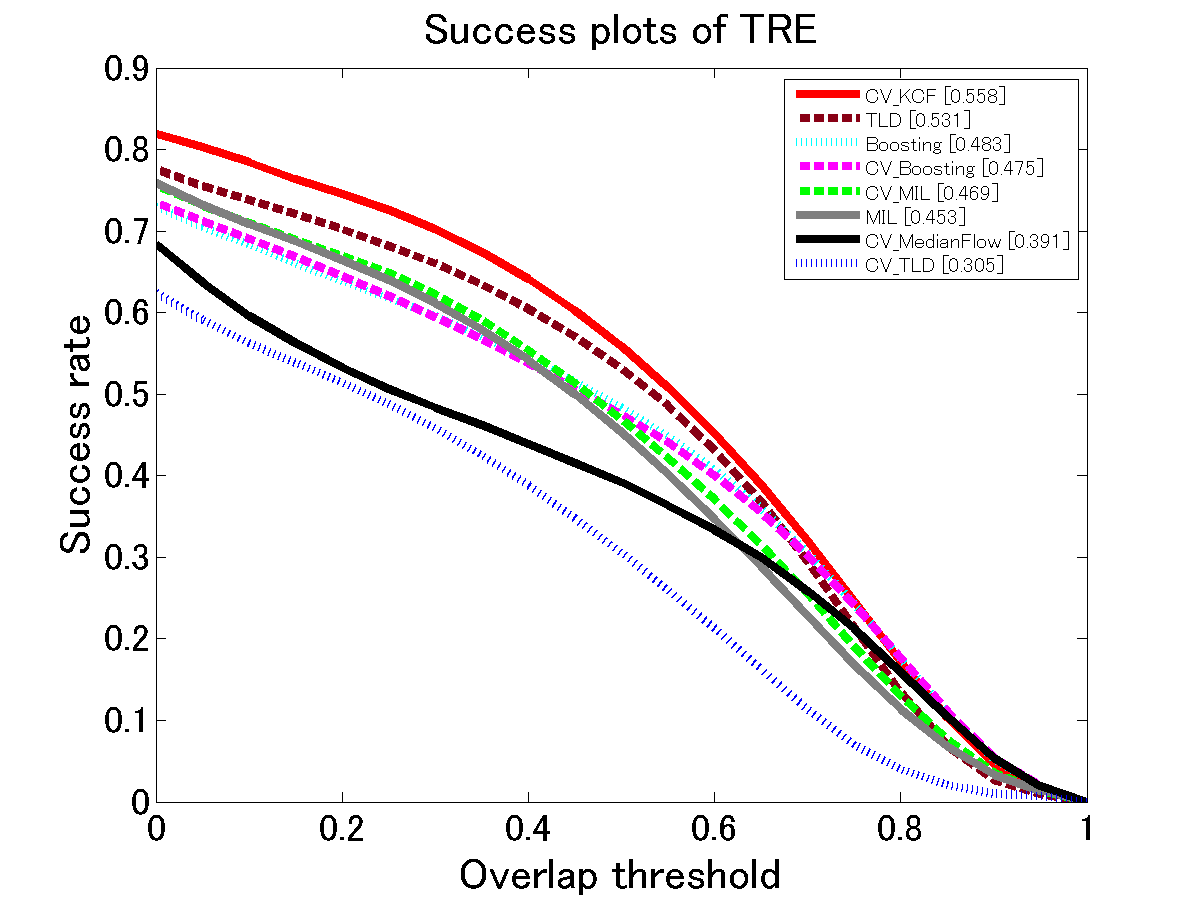 Success plots of TRE
0.9
0.8
0.7
0.6
0.5
0.4
0.3
0.2
0.1
0
Success rate
CV_KCF [0.558]
TLD [0.531]
Boosting [0.483]
CV_Boosting [0.475]
CV_MIL [0.469]
MIL [0.453]
CV_MedianFlow [0.391]
CV_TLD [0.305]
0 0.2 0.4 0.6 0.8 1
Overlap threshold